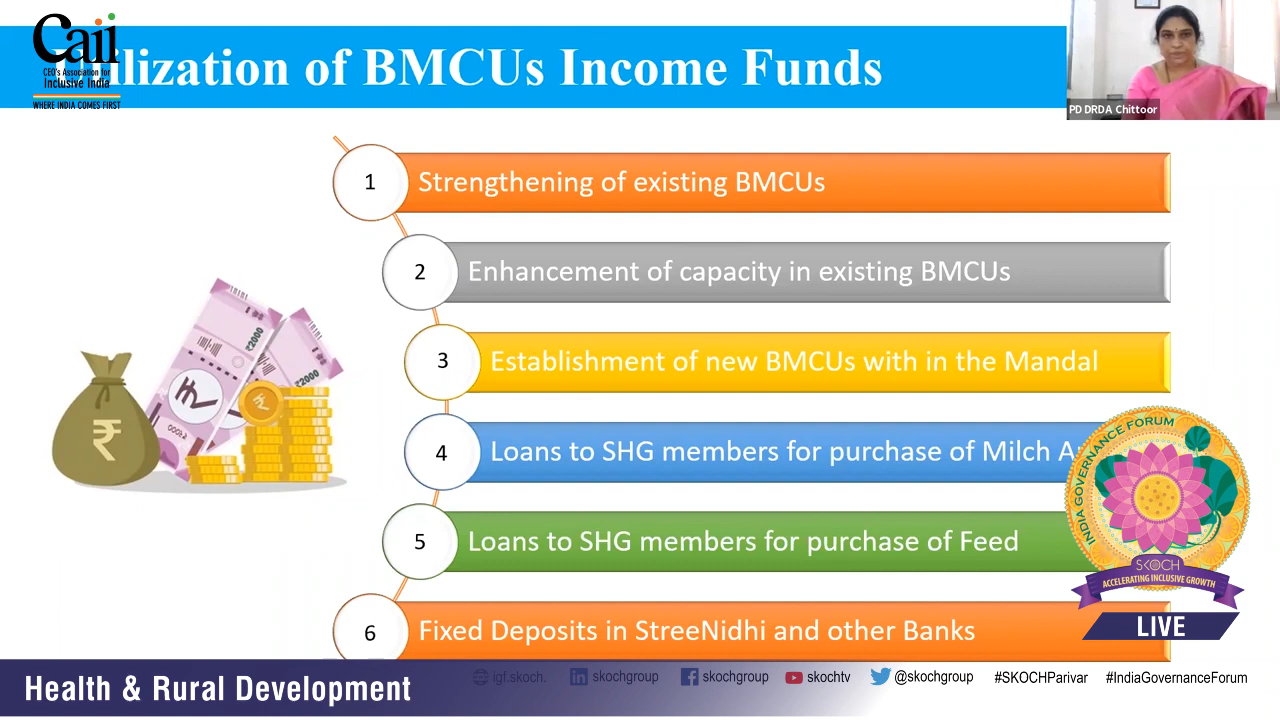 Caii
CEO's Association for
Inclusive India
WHERE INDIA COMES FIRST
ilization of BMCUs Income Funds
PD DRDA Chittoor
1
Strengthening of existing BMCUs
2
Enhancement of capacity in existing BMCUs
3
Establishment of new BMCUs with in the Mandal
4
Loans to SHG members for purchase of Milch A
5
Loans to SHG members for purchase of Feed
6
Fixed Deposits in StreeNidhi and other Banks
₹2000
₹2000
₹
INDIA GOVERNANCE FORUM
SKOCH
ACCELERATING INCLUSIVE GROWTH
LIVE
Health & Rural Development
igf.skoch.
skochgroup
skochgroup
skochtv
@skochgroup
#SKOCHParivar
#IndiaGovernanceForum